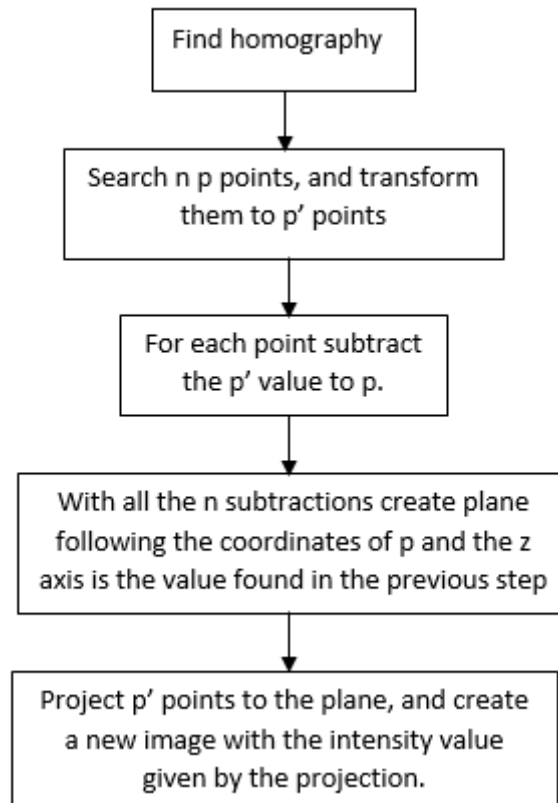 Find homography
Search n p points, and transform
them to p’ points
For each point subtract
the p’ value to p.
With all the n subtractions create plane
following the coordinates of p and the z
axis is the value found in the previous step
Project p’ points to the plane, and create
a new image with the intensity value
given by the projection.